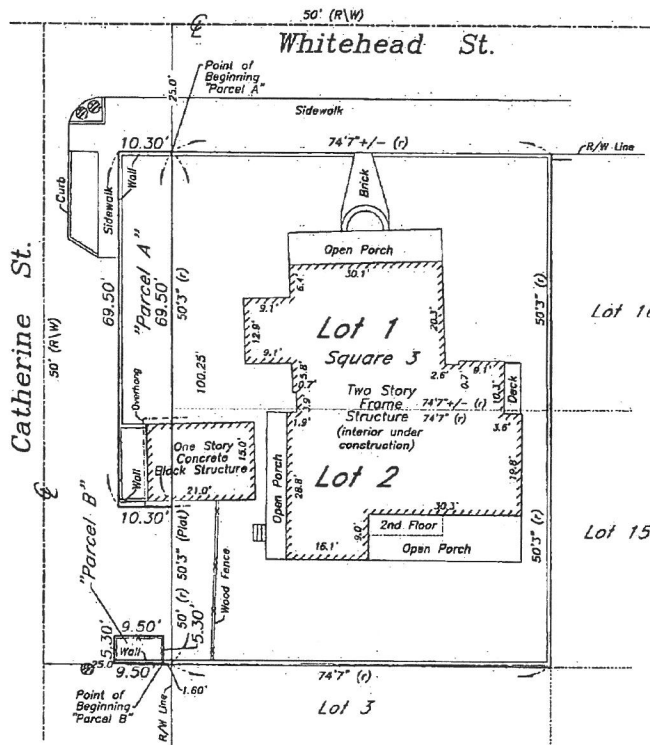 50' (R\W)
Whitehead St.
Point of
Beginning
"Parcel A"
25.0'
Sidewalk
10.30'
74'7"+/- (r)
R/W Line
Wall
Curb
Sidewalk
Brick
"Parcel A"
Open Porch
30.1'
6.4'
9.1'
12.9'
9.1'
5.8'
0.7'
20.3'
Lot 1
Square 3
50'3" (r)
Lot 16
69.50'
69.50'
50'3" (r)
Catherine St.
50' (R\W)
100.25'
2.6'
0.7'
9.1'
10.3'
Deck
Two Story
Frame
Structure
(interior under
construction)
74'7"+/- (r)
74'7" (r)
3.6'
1.9'
Overhang
One Story
Concrete
Block Structure
15.0'
21.0'
Wall
Open Porch
28.8'
Lot 2
19.8'
30.3'
10.30'
2nd Floor
9.0'
Open Porch
16.1'
50'3" (r)
Lot 15
"Parcel B"
50'3" (Plat)
50' (r)
Wood Fence
9.50'
5.30'
5.30'
Wall
25.0'
9.50'
74'7" (r)
Point of
Beginning
"Parcel B"
1.60'
R/W Line
Lot 3